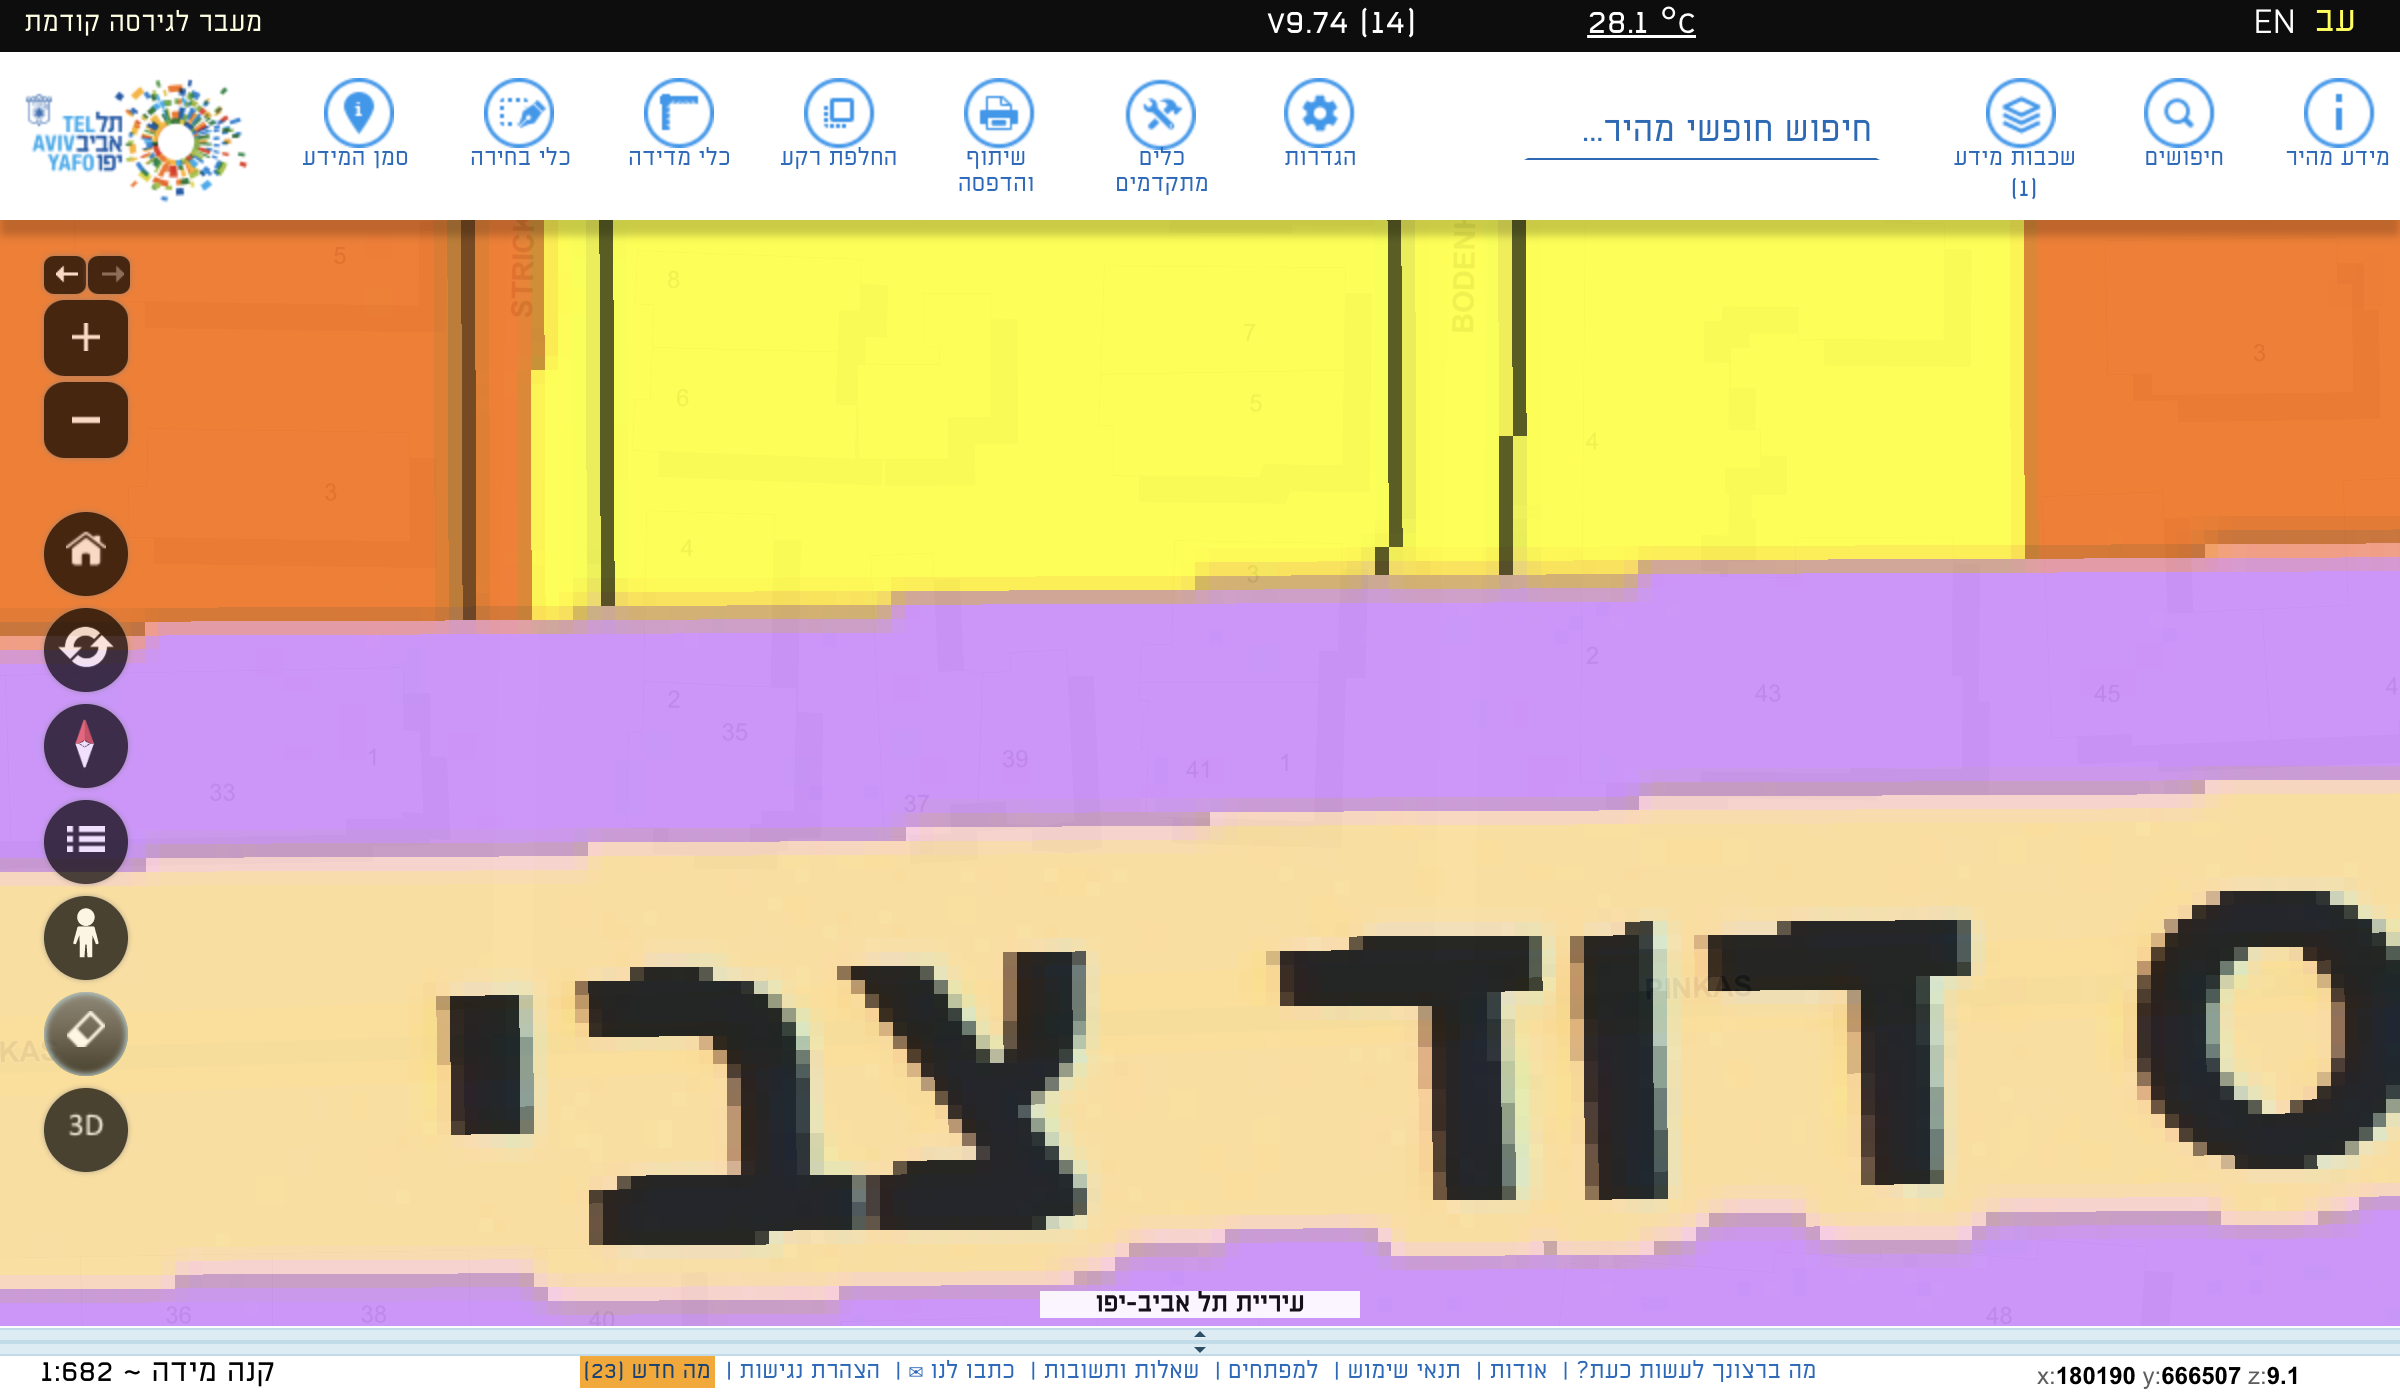 מעבר לגירסה קודמת
V9.74 (14)
28.1 °C
EN עב
TEL תל
AVIV אביב
YAFO יפו
סמן המידע
כלי בחירה
כלי מדידה
החלפת רקע
שיתוף
והדפסה
כלים
מתקדמים
הגדרות
חיפוש חופשי מהיר...
שכבות מידע
(1)
חיפושים
מידע מהיר
5
STRICK
8
BODENH
7
3
6
5
4
3
4
3
2
2
43
45
35
39
41
1
1
33
37
ס דוד צבי
PINKAS
KAS
3D
36
38
40
48
עיריית תל אביב-יפו
קנה מידה ~ 1:682
מה ברצונך לעשות כעת? | אודות | תנאי שימוש | למפתחים | שאלות ותשובות | כתבו לנו ✉ | הצהרת נגישות | מה חדש (23)
x:180190 y:666507 z:9.1